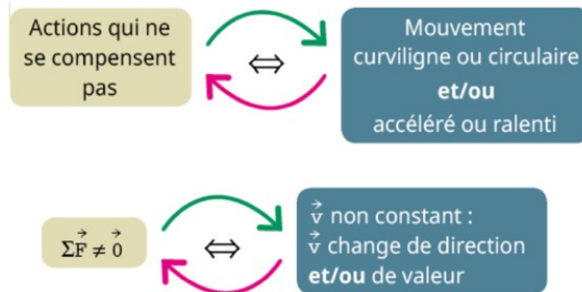 Actions qui ne
se compensent
pas
⇔
Mouvement
curviligne ou circulaire
et/ou
accéléré ou ralenti
ΣF⃗ ≠ 0⃗
⇔
v⃗ non constant :
v⃗ change de direction
et/ou de valeur